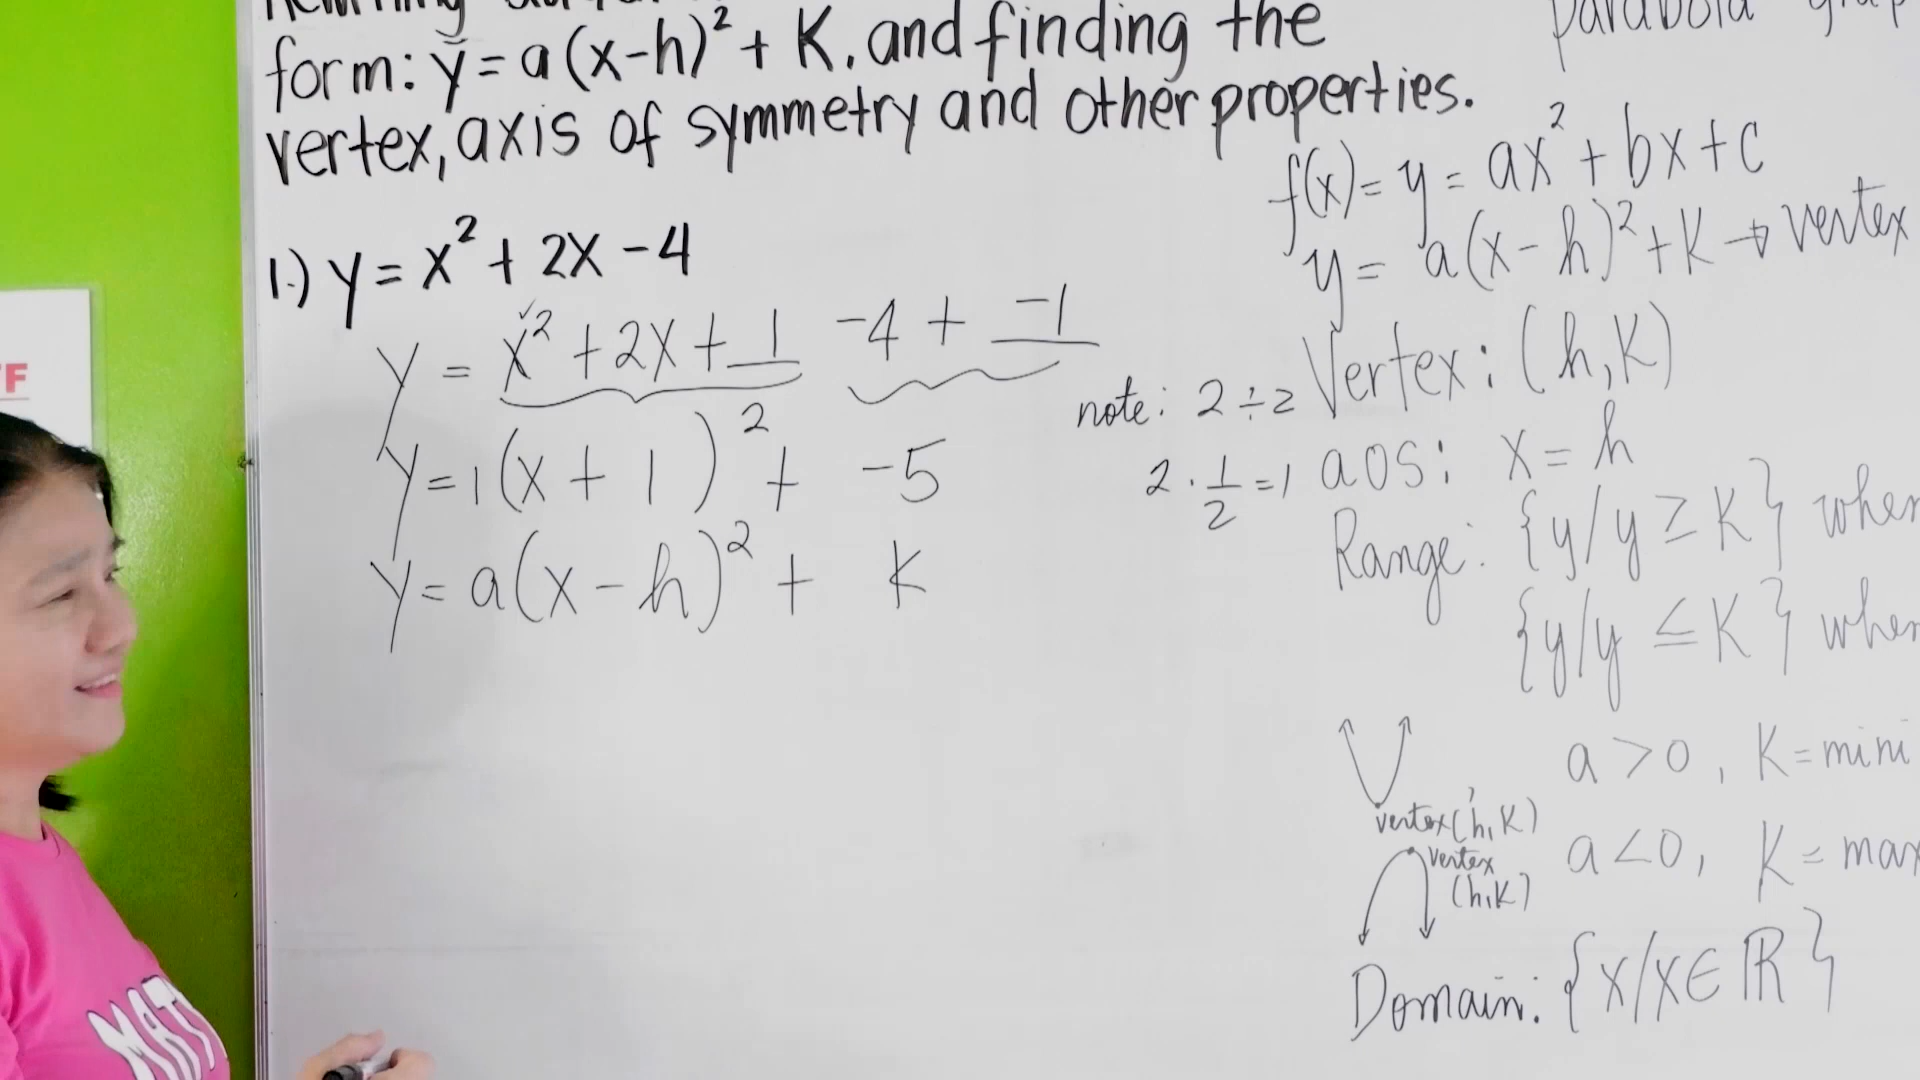 form: y = a(x-h)² + K, and finding the
vertex, axis of symmetry and other properties.
1.) y = x² + 2x - 4
y = x² + 2x + 1 -4 + -1
y = 1(x + 1)² + -5
y = a(x - h)² + k
note: 2 ÷ 2
2 · 1/2 = 1
parabola
f(x) = y = ax² + bx + c
y = a(x - h)² + K → vertex
Vertex: (h, K)
aos: x = h
Range: {y/y ≥ K} when
{y/y ≤ K} when
a > 0, K = mini
vertex (h, K)
a < 0, K = max
vertex
(h, K)
Domain: {x/x ∈ ℝ}
F
MAT